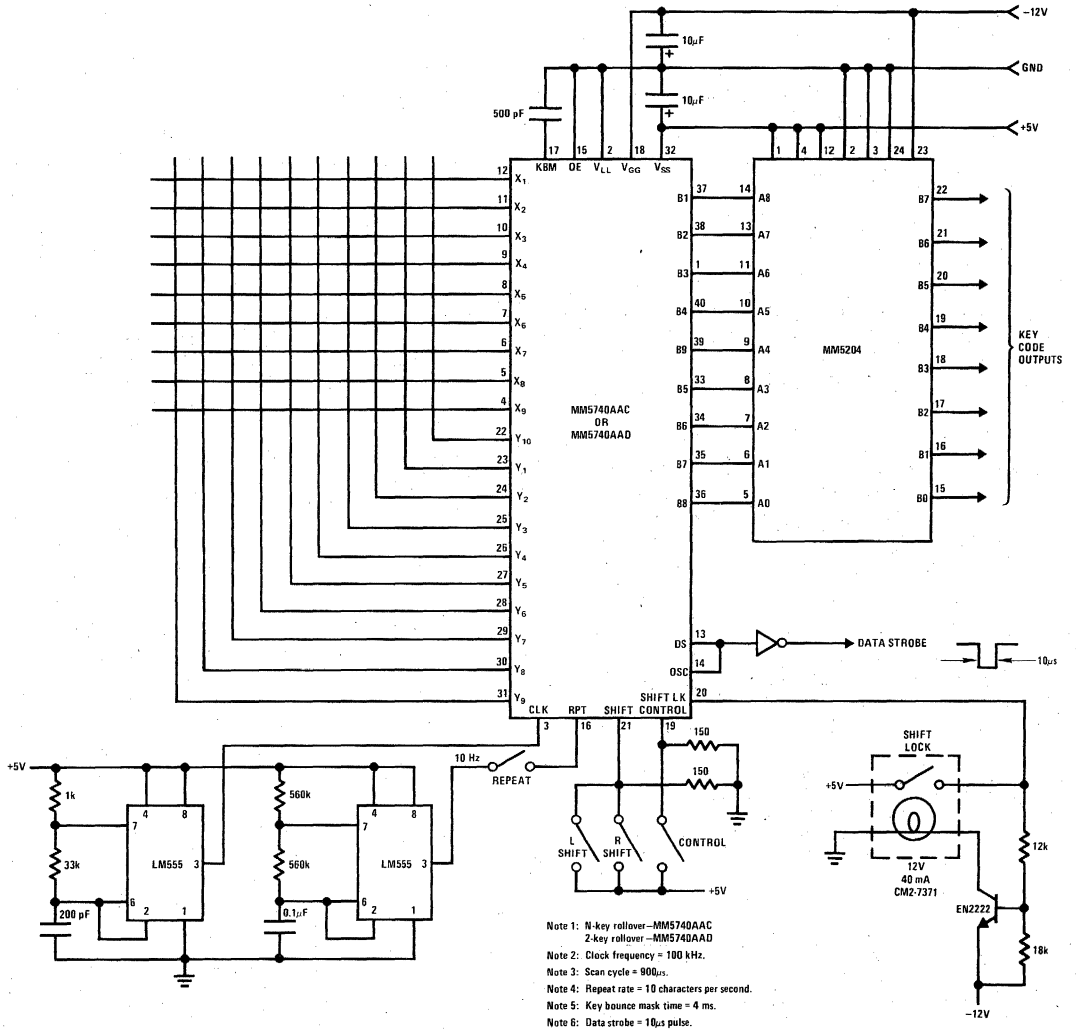 -12V
10μF
+
GND
10μF
+
500 pF
+5V
17 15 2 18 32
1 4 12 2 3 24 23
KBM OE VLL VGG VSS
12 X1
11 X2
10 X3
9 X4
8 X5
7 X6
6 X7
5 X8
4 X9
22 Y10
23 Y1
24 Y2
25 Y3
26 Y4
27 Y5
28 Y6
29 Y7
30 Y8
31 Y9
MM5740AAC
OR
MM5740AAD
B1 37 14 A8
B2 38 13 A7
B3 1 11 A6
B4 40 10 A5
B9 39 9 A4
B5 33 8 A3
B6 34 7 A2
B7 35 6 A1
B8 36 5 A0
MM5204
B7 22
B6 21
B5 20
B4 19
B3 18
B2 17
B1 16
B0 15
KEY
CODE
OUTPUTS
DS 13
DATA STROBE
10μs
OSC 14
SHIFT LK 20
CLK RPT SHIFT CONTROL
3 16 21 19
+5V
1k
33k
200 pF
4 8
7
LM555 3
6
2 1
560k
560k
0.1μF
4 8
7
LM555 3
6
2 1
10 Hz
REPEAT
150
150
L
SHIFT
R
SHIFT
CONTROL
+5V
SHIFT
LOCK
+5V
12V
40 mA
CM2-7371
12k
EN2222
18k
-12V
Note 1: N-key rollover–MM5740AAC
2-key rollover–MM5740AAD
Note 2: Clock frequency = 100 kHz.
Note 3: Scan cycle = 900μs.
Note 4: Repeat rate = 10 characters per second.
Note 5: Key bounce mask time = 4 ms.
Note 6: Data strobe = 10μs pulse.